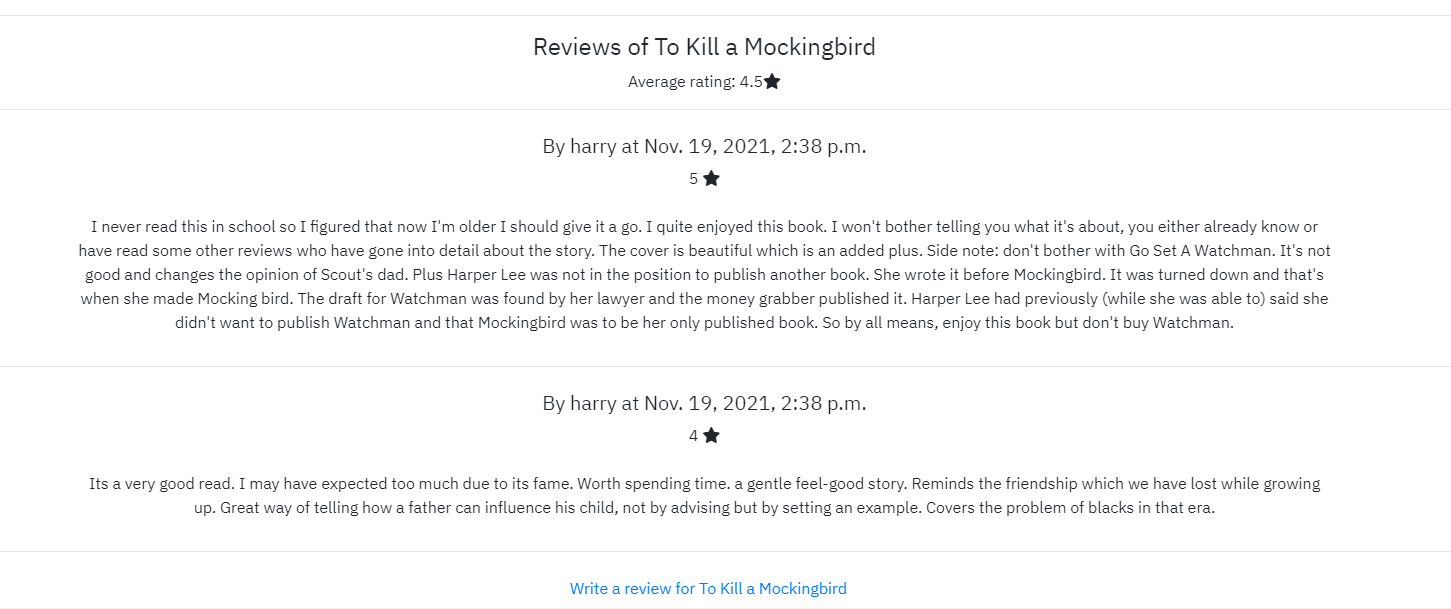 Reviews of To Kill a Mockingbird
Average rating: 4.5
By harry at Nov. 19, 2021, 2:38 p.m.
5
I never read this in school so I figured that now I'm older I should give it a go. I quite enjoyed this book. I won't bother telling you what it's about, you either already know or
have read some other reviews who have gone into detail about the story. The cover is beautiful which is an added plus. Side note: don't bother with Go Set A Watchman. It's not
good and changes the opinion of Scout's dad. Plus Harper Lee was not in the position to publish another book. She wrote it before Mockingbird. It was turned down and that's
when she made Mocking bird. The draft for Watchman was found by her lawyer and the money grabber published it. Harper Lee had previously (while she was able to) said she
didn't want to publish Watchman and that Mockingbird was to be her only published book. So by all means, enjoy this book but don't buy Watchman.
By harry at Nov. 19, 2021, 2:38 p.m.
4
Its a very good read. I may have expected too much due to its fame. Worth spending time. a gentle feel-good story. Reminds the friendship which we have lost while growing
up. Great way of telling how a father can influence his child, not by advising but by setting an example. Covers the problem of blacks in that era.
Write a review for To Kill a Mockingbird